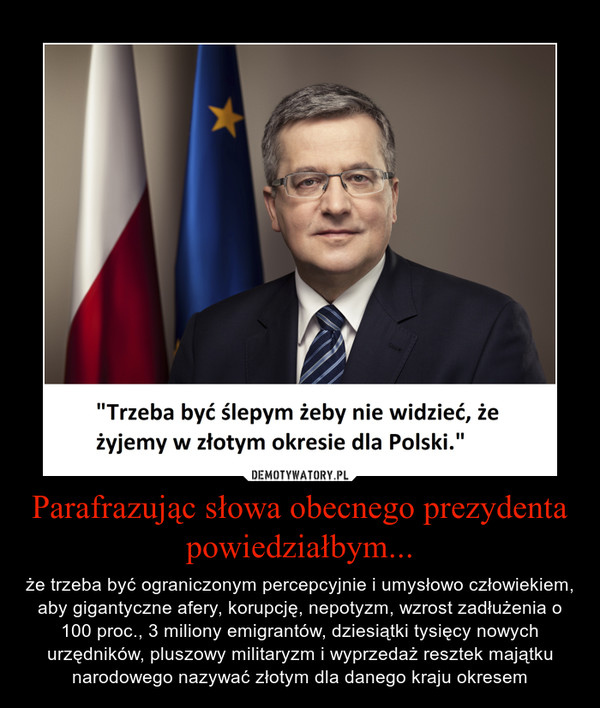 "Trzeba być ślepym żeby nie widzieć, że
żyjemy w złotym okresie dla Polski."
DEMOTYWATORY.PL
Parafrazując słowa obecnego prezydenta
powiedziałbym...
że trzeba być ograniczonym percepcyjnie i umysłowo człowiekiem,
aby gigantyczne afery, korupcję, nepotyzm, wzrost zadłużenia o
100 proc., 3 miliony emigrantów, dziesiątki tysięcy nowych
urzędników, pluszowy militaryzm i wyprzedaż resztek majątku
narodowego nazywać złotym dla danego kraju okresem